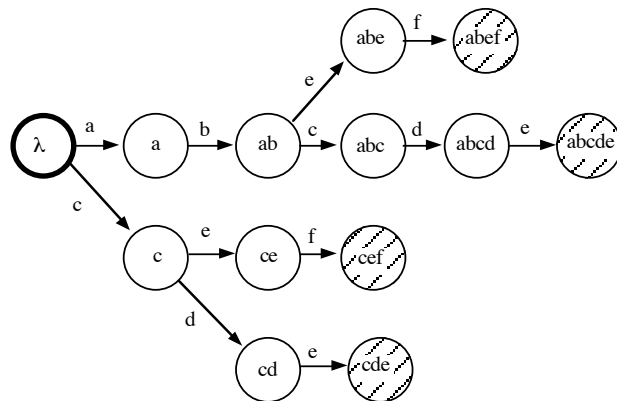 f
abe abef
e
a b c d e
λ a ab abc abcd abcde
c
e f
c ce cef
d
e
cd cde